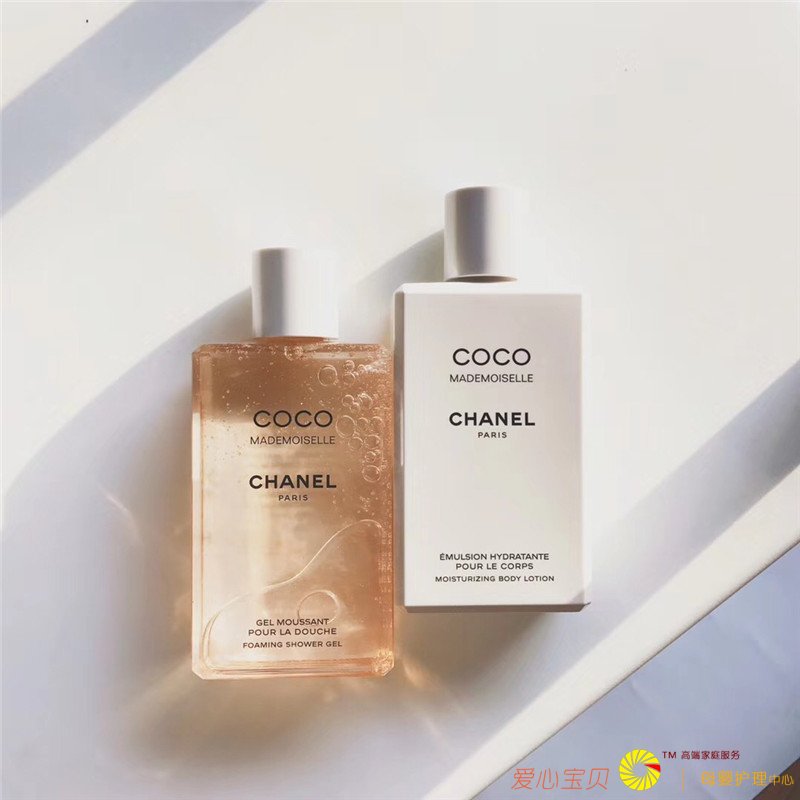 COCO
MADEMOISELLE
CHANEL
PARIS
GEL MOUSSANT
POUR LA DOUCHE
FOAMING SHOWER GEL
COCO
MADEMOISELLE
CHANEL
PARIS
ÉMULSION HYDRATANTE
POUR LE CORPS
MOISTURIZING BODY LOTION
爱心宝贝
TM 高端家庭服务
母婴护理中心